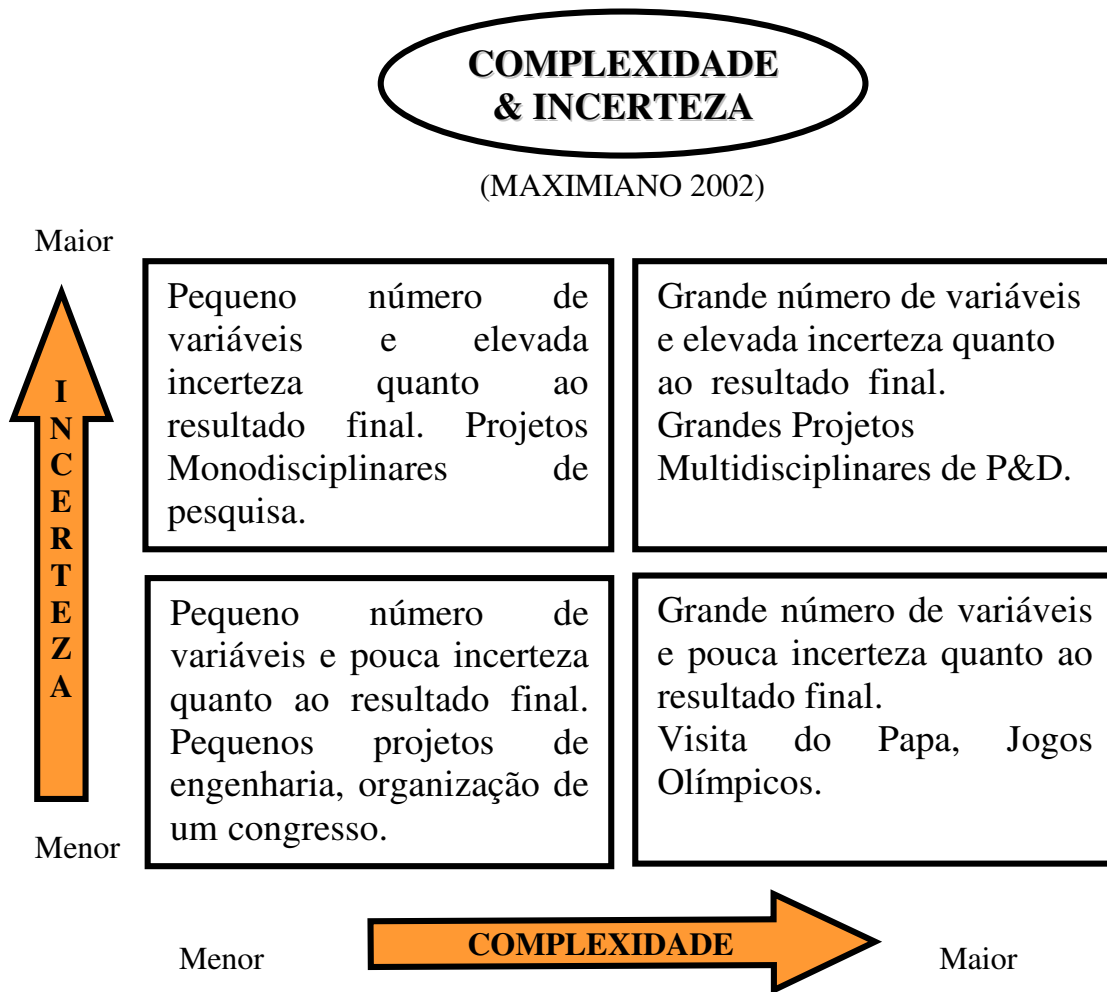 COMPLEXIDADE
& INCERTEZA
(MAXIMIANO 2002)
Maior
Pequeno número de
variáveis e elevada
incerteza quanto ao
resultado final. Projetos
Monodisciplinares de
pesquisa.
Grande número de variáveis
e elevada incerteza quanto
ao resultado final.
Grandes Projetos
Multidisciplinares de P&D.
I
N
C
E
R
T
E
Z
A
Pequeno número de
variáveis e pouca incerteza
quanto ao resultado final.
Pequenos projetos de
engenharia, organização de
um congresso.
Grande número de variáveis
e pouca incerteza quanto ao
resultado final.
Visita do Papa, Jogos
Olímpicos.
Menor
Menor
COMPLEXIDADE
Maior